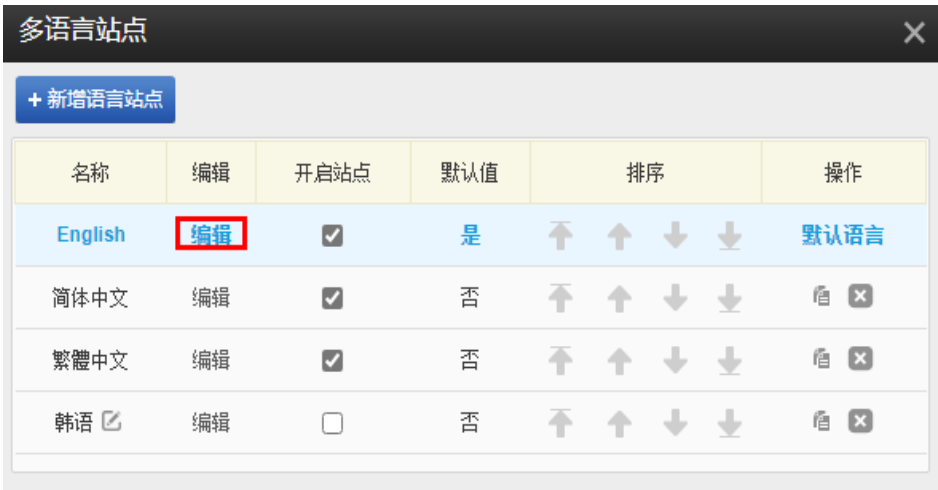 多语言站点
+ 新增语言站点
名称 编辑 开启站点 默认值 排序 操作
English 编辑 是 默认语言
简体中文 编辑 否
繁體中文 编辑 否
韩语 编辑 否